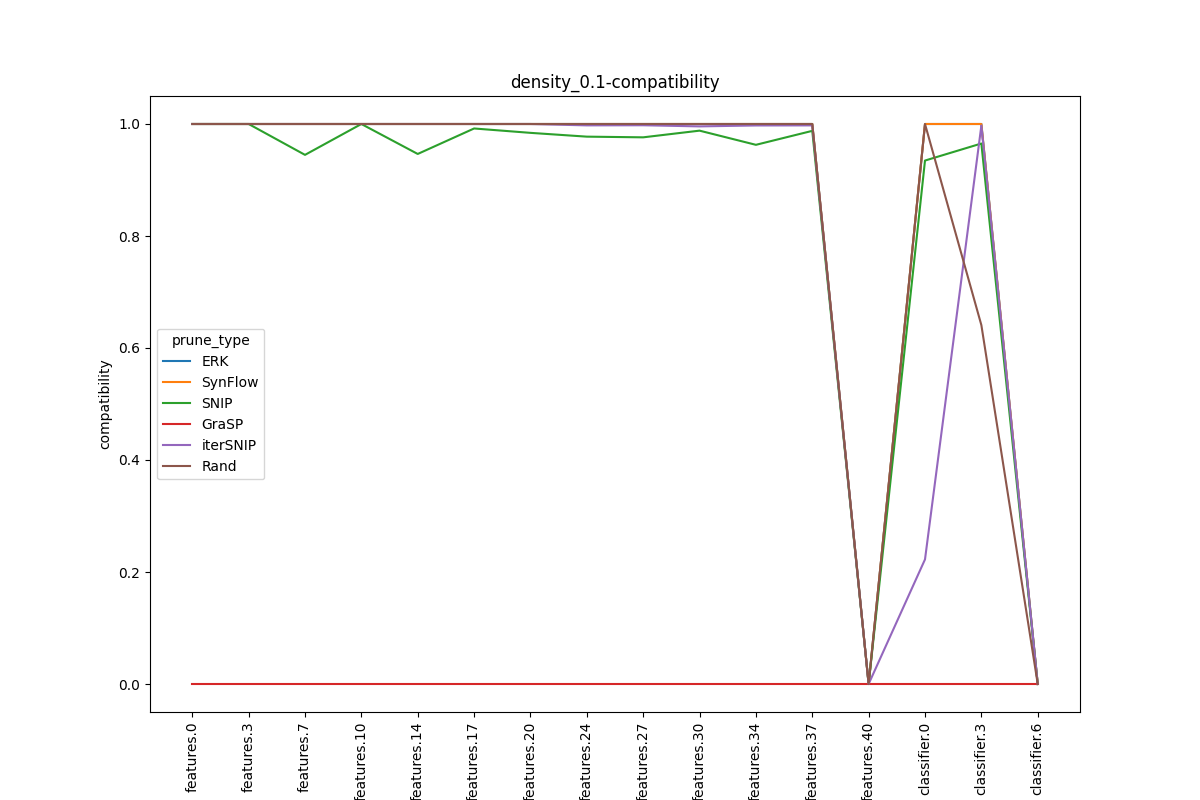 density_0.1-compatibility
1.0
0.8
0.6
0.4
0.2
0.0
compatibility
prune_type
ERK
SynFlow
SNIP
GraSP
iterSNIP
Rand
features.0
features.3
features.7
features.10
features.14
features.17
features.20
features.24
features.27
features.30
features.34
features.37
features.40
classifier.0
classifier.3
classifier.6